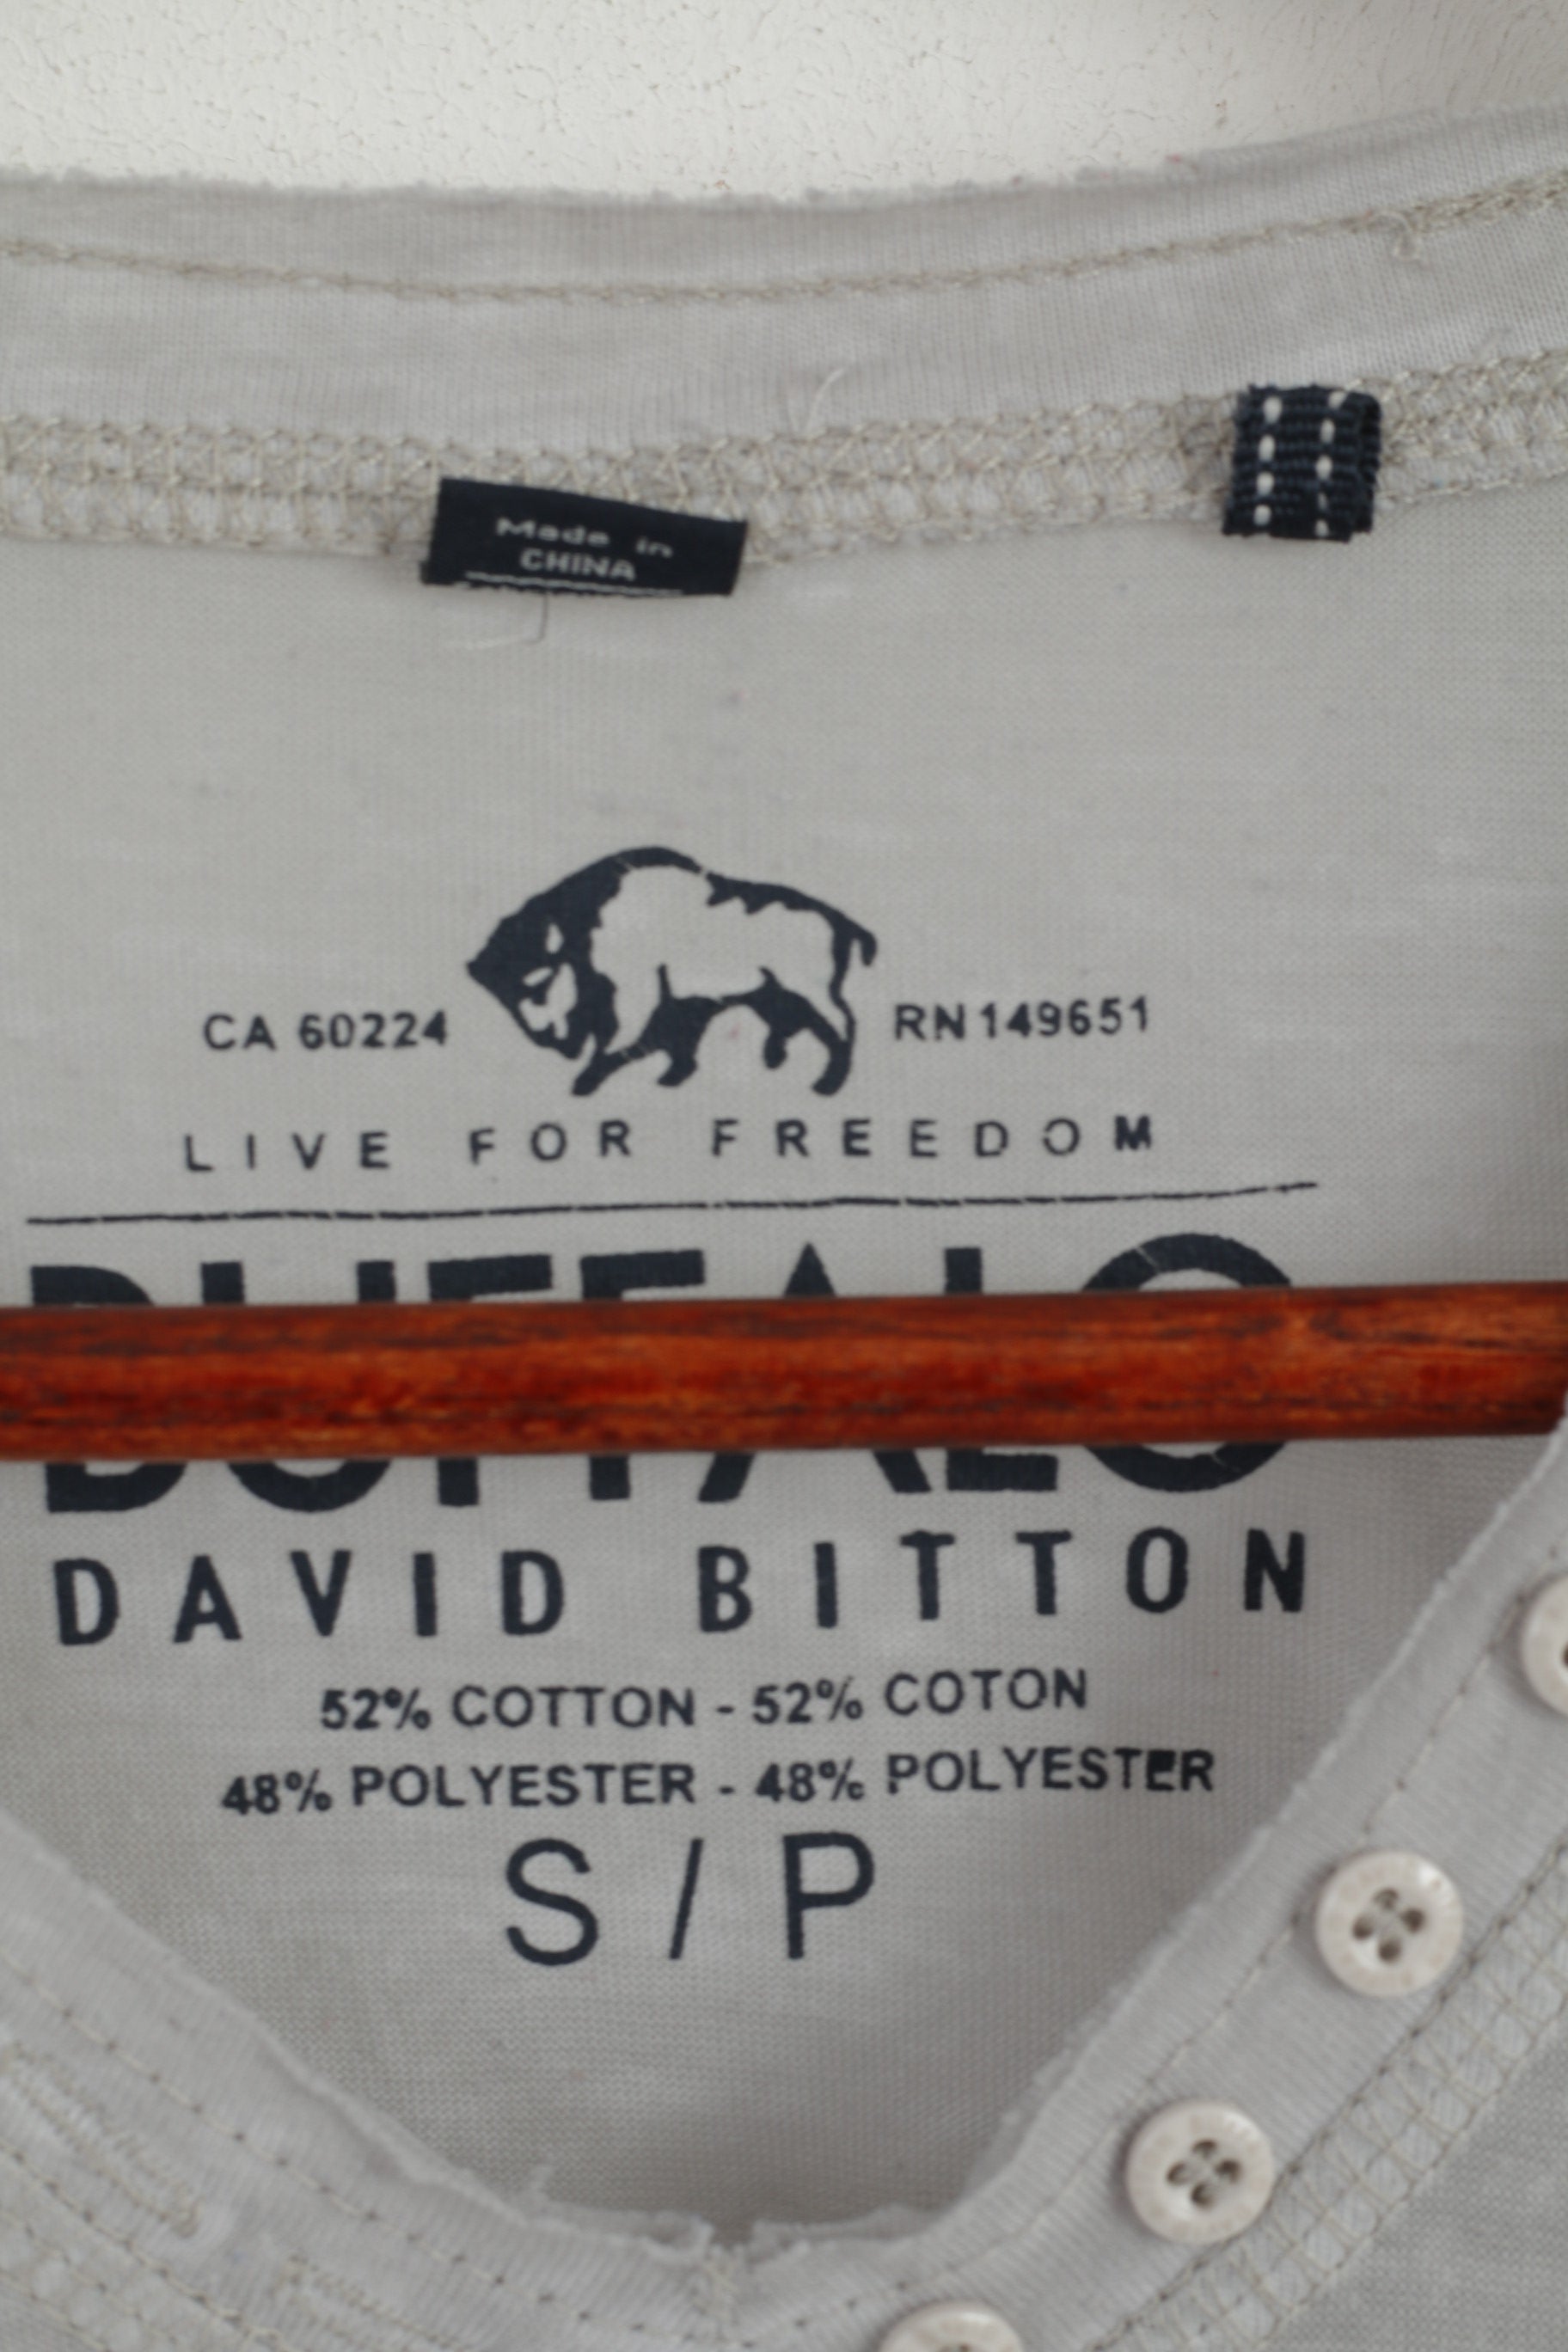 Made in
CHINA
CA 60224 RN 149651
LIVE FOR FREEDOM
BUFFALO
DAVID BITTON
52% COTTON - 52% COTON
48% POLYESTER - 48% POLYESTER
S / P